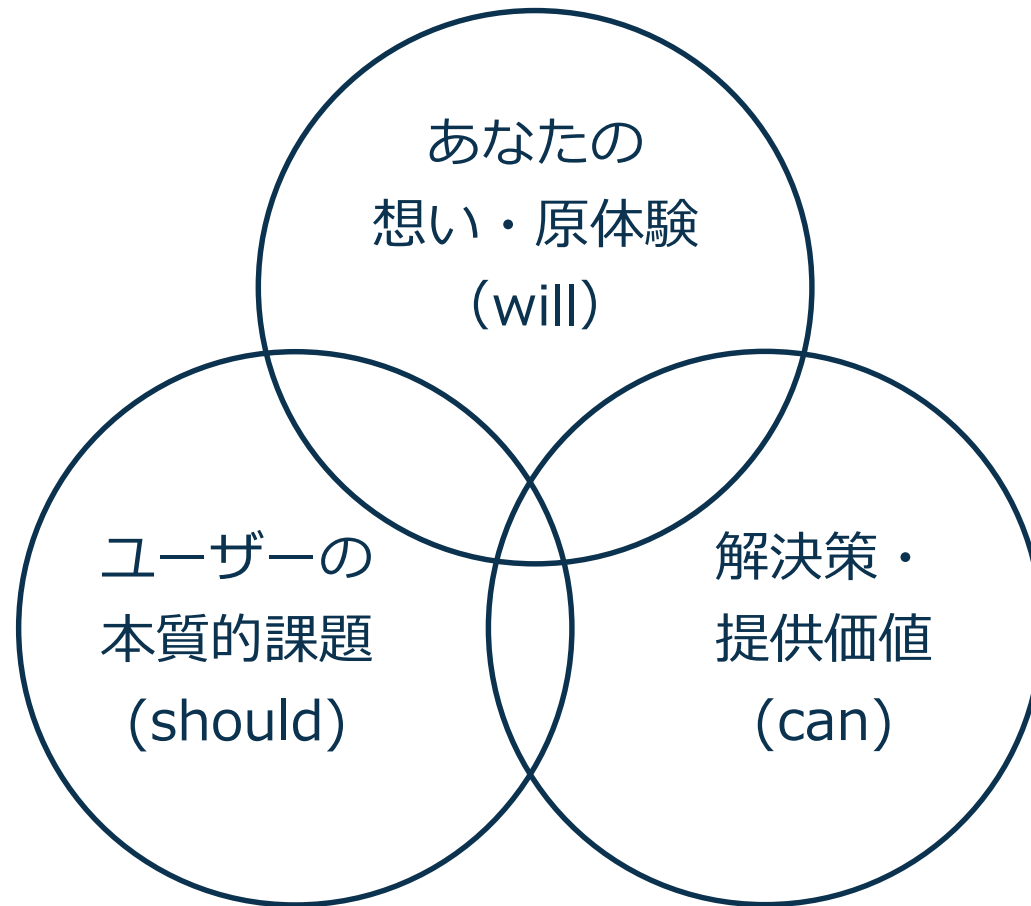 あなたの
想い・原体験
（will）
ユーザーの
本質的課題
（should）
解決策・
提供価値
（can）